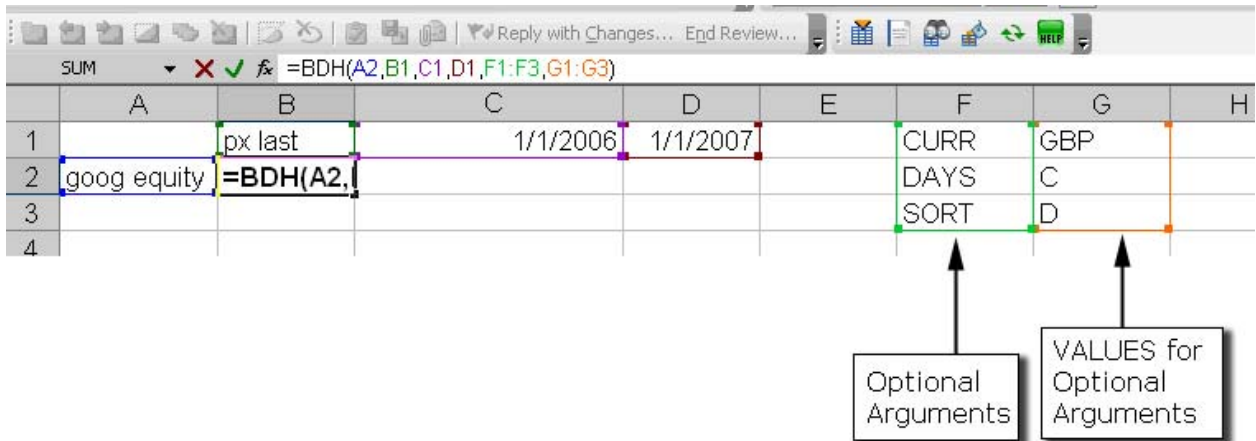 Reply with Changes... End Review...
HELP
SUM fx =BDH(A2,B1,C1,D1,F1:F3,G1:G3)
A B C D E F G H
1 px last 1/1/2006 1/1/2007 CURR GBP
2 goog equity =BDH(A2, DAYS C
3 SORT D
4
Optional
Arguments
VALUES for
Optional
Arguments